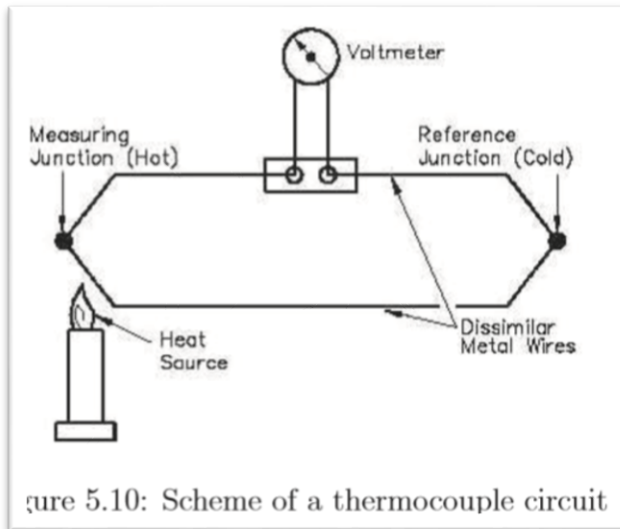 Voltmeter
Measuring
Junction (Hot)
Reference
Junction (Cold)
Heat
Source
Dissimilar
Metal Wires
gure 5.10: Scheme of a thermocouple circuit